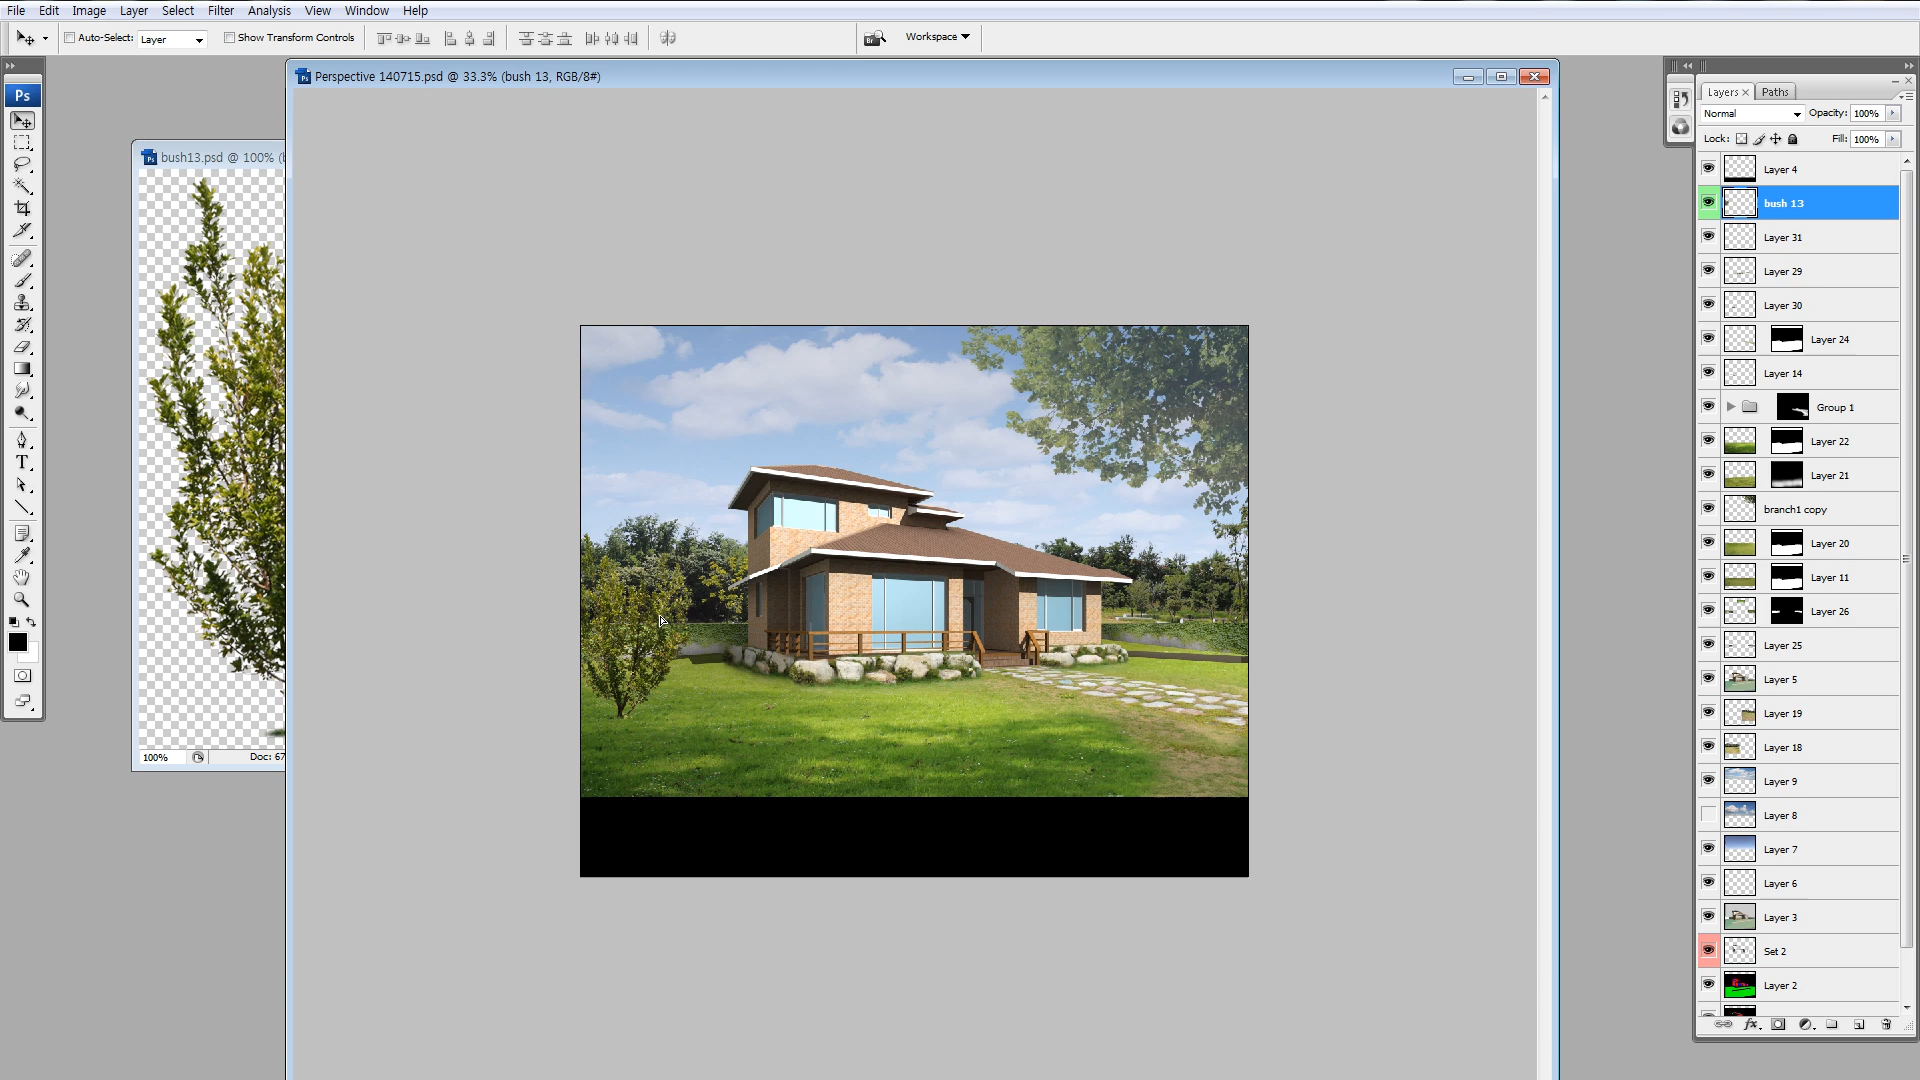 File Edit Image Layer Select Filter Analysis View Window Help
Auto-Select: Layer Show Transform Controls Br Workspace
Ps
Perspective 140715.psd @ 33.3% (bush 13, RGB/8#)
bush13.psd @ 100% (b
100% Doc: 67
Layers Paths
Normal Opacity: 100%
Lock: Fill: 100%
Layer 4
bush 13
Layer 31
Layer 29
Layer 30
Layer 24
Layer 14
Group 1
Layer 22
Layer 21
branch1 copy
Layer 20
Layer 11
Layer 26
Layer 25
Layer 5
Layer 19
Layer 18
Layer 9
Layer 8
Layer 7
Layer 6
Layer 3
Set 2
Layer 2